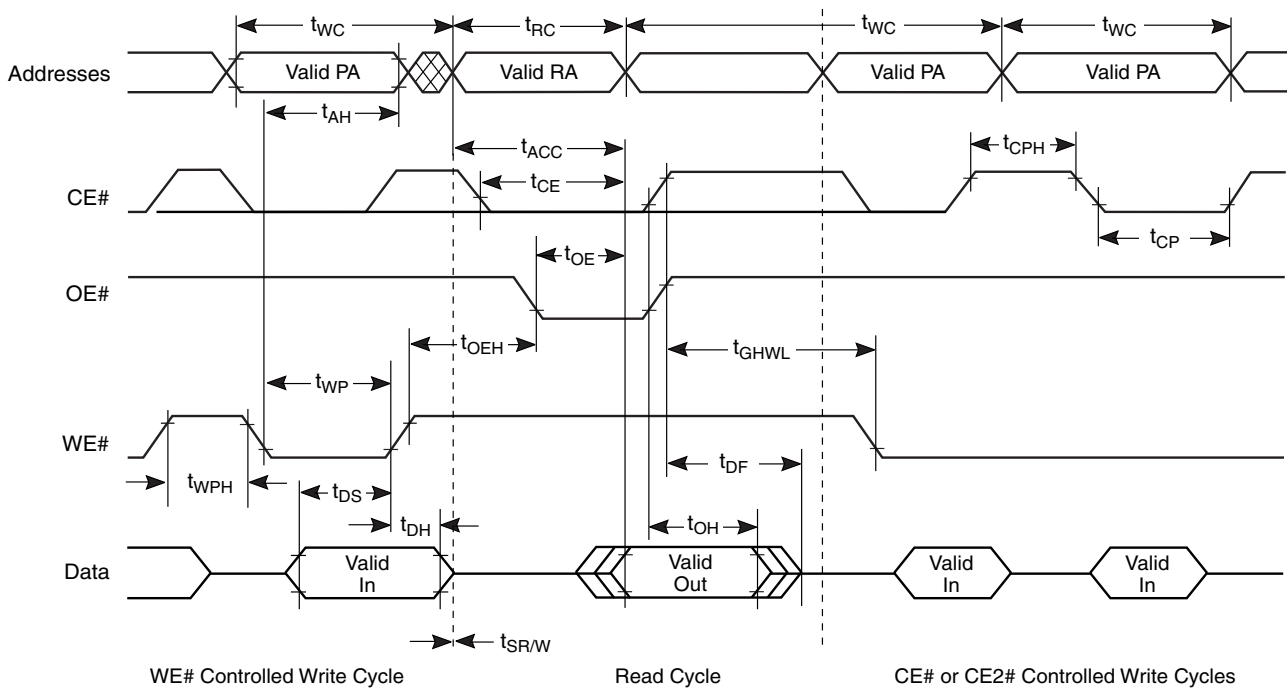 tWC tRC tWC tWC
Addresses Valid PA Valid RA Valid PA Valid PA
tAH
tACC tCPH
CE# tCE
tCP
tOE
OE#
tOEH tGHWL
tWP
WE#
tDF
tWPH tDS
tDH tOH
Data Valid In Valid Out Valid In Valid In
tSR/W
WE# Controlled Write Cycle Read Cycle CE# or CE2# Controlled Write Cycles